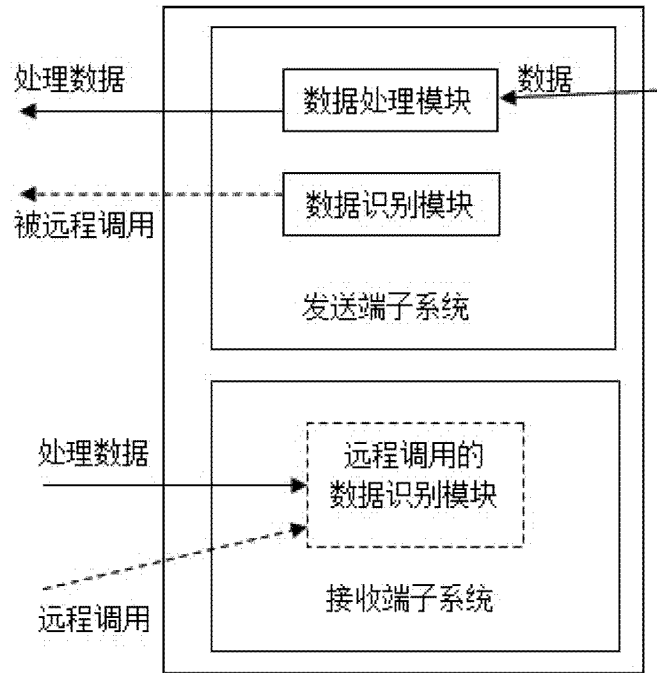 处理数据
数据处理模块
数据
数据识别模块
被远程调用
发送端子系统
处理数据
远程调用的
数据识别模块
远程调用
接收端子系统